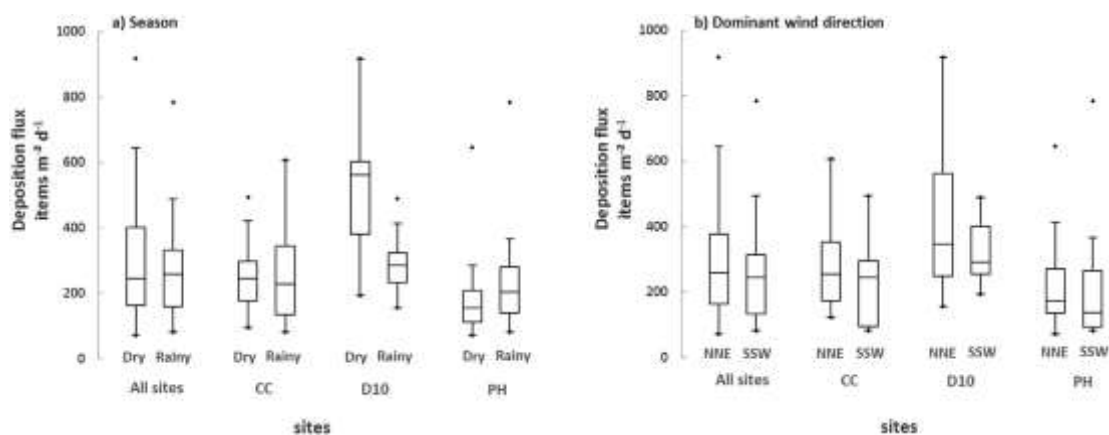 a) Season
1000
800
600
400
200
0
Deposition flux
items m⁻² d⁻¹
Dry Rainy Dry Rainy Dry Rainy Dry Rainy
All sites CC D10 PH
sites
b) Dominant wind direction
1000
800
600
400
200
0
Deposition flux
items m⁻² d⁻¹
NNE SSW NNE SSW NNE SSW NNE SSW
All sites CC D10 PH
sites